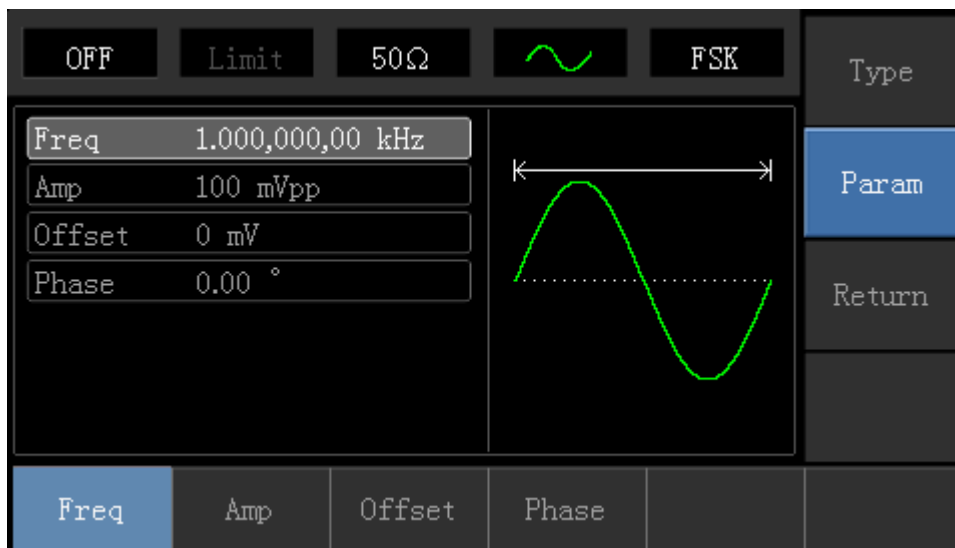 OFF Limit 50Ω FSK
Type
Freq 1.000,000,00 kHz
Amp 100 mVpp
Offset 0 mV
Phase 0.00 °
Param
Return
Freq Amp Offset Phase